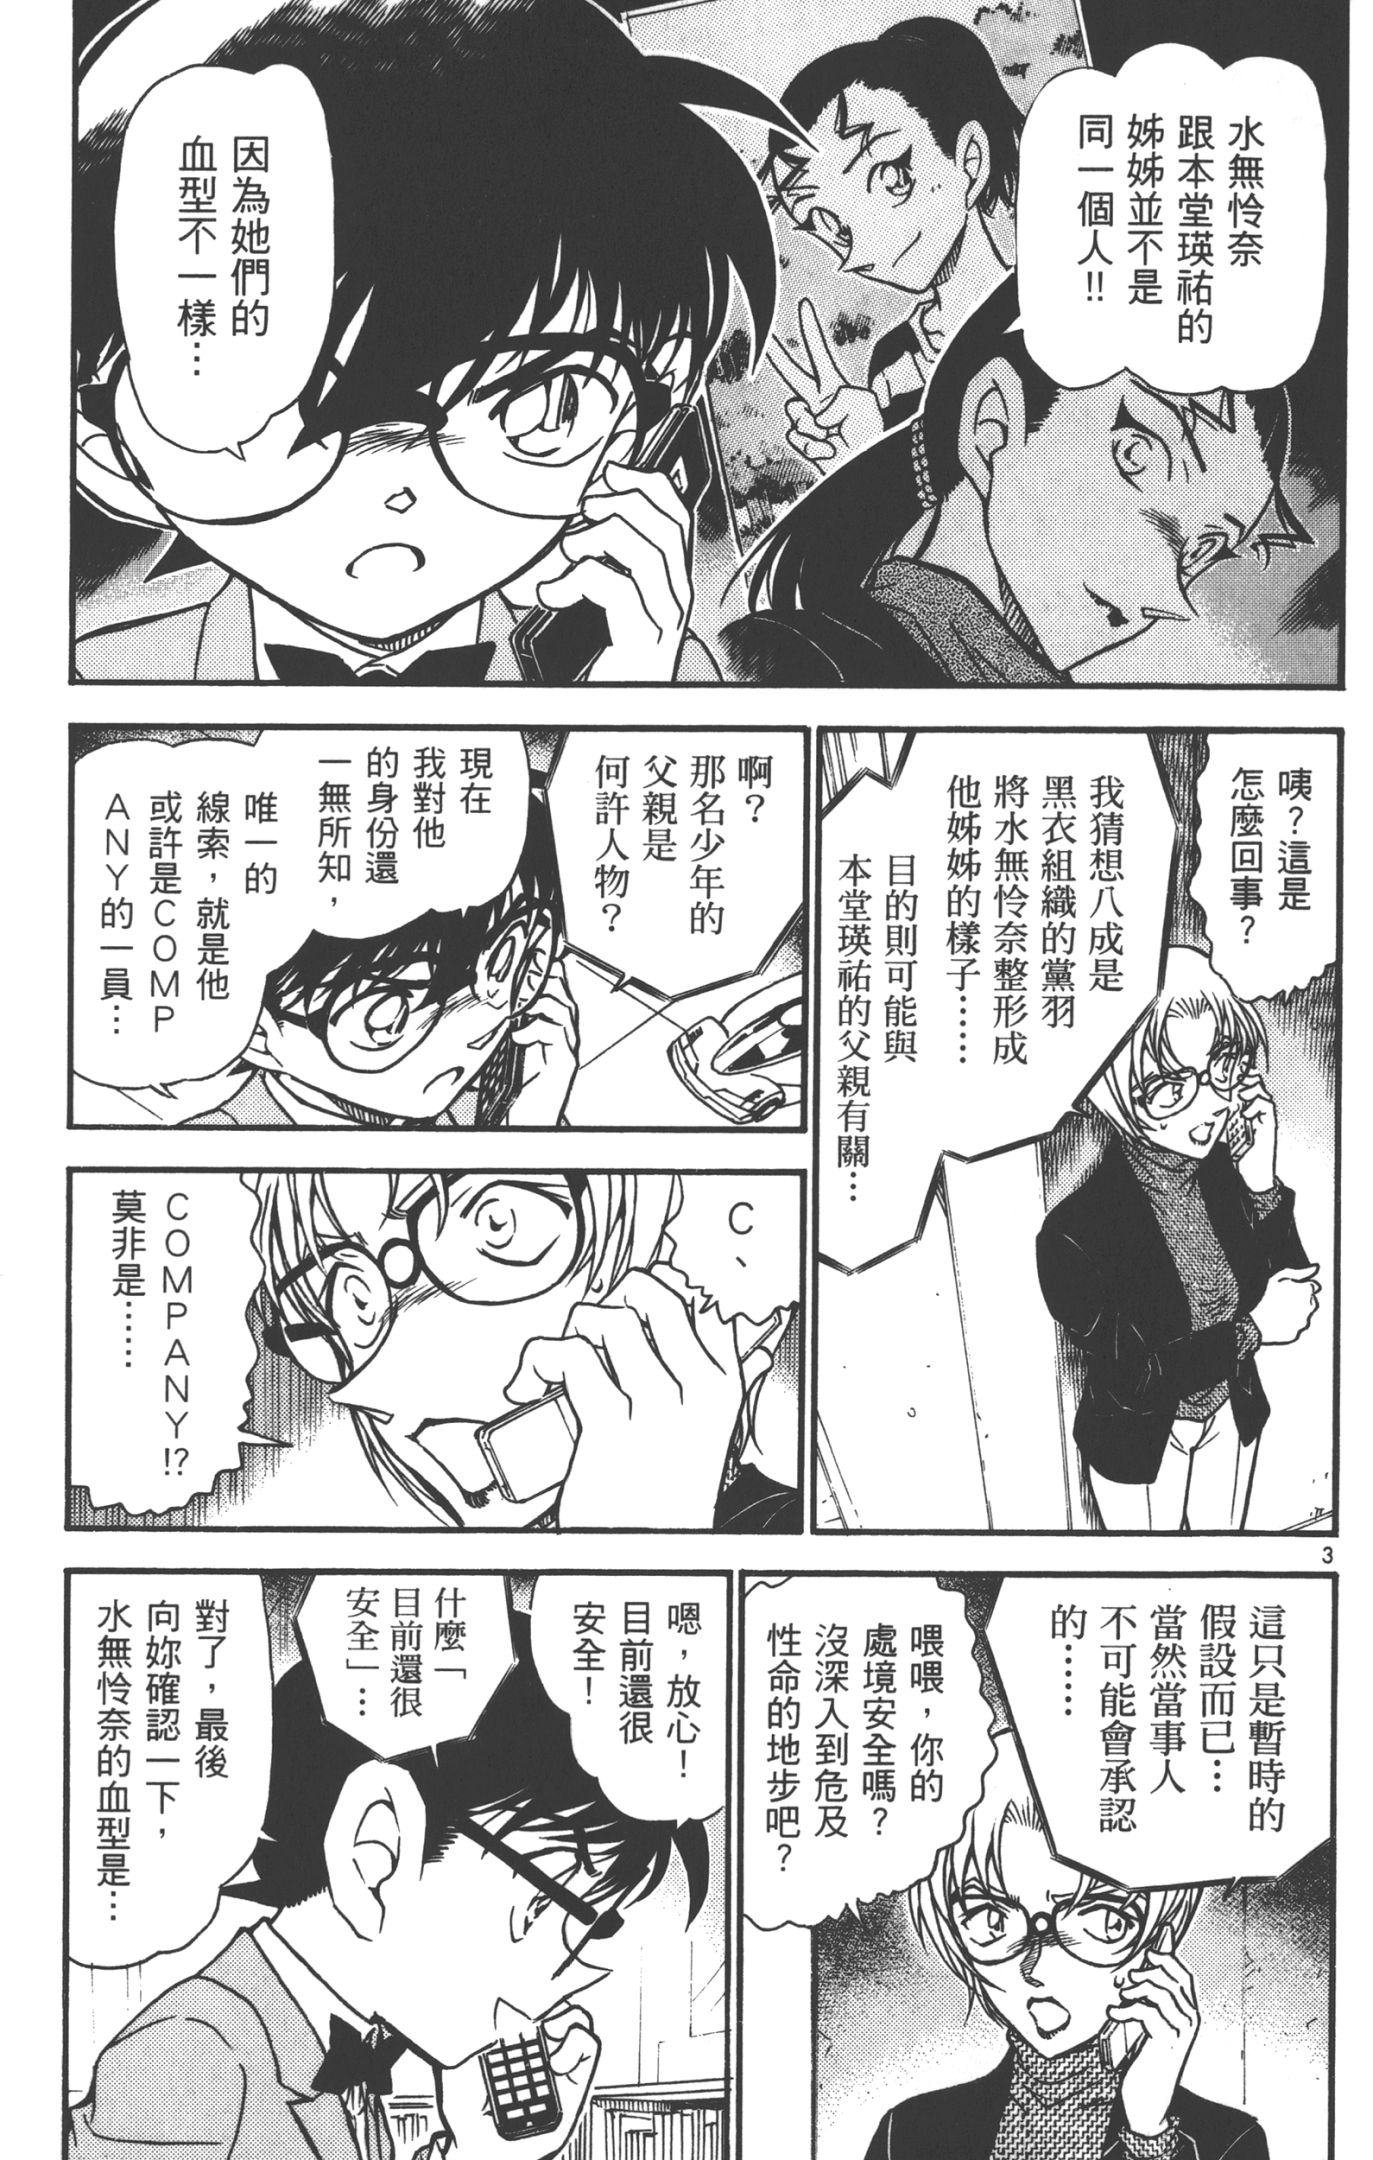 水無怜奈
跟本堂瑛祐的
姊姊並不是
同一個人!!
因為她們的
血型不一樣…
咦？這是
怎麼回事？
我猜想八成是
黑衣組織的黨羽
將水無怜奈整形成
他姊姊的樣子……
目的則可能與
本堂瑛祐的父親有關…
啊？
那名少年的
父親是
何許人物？
現在
我對他
的身份還
一無所知，
唯一的
線索，就是他
或許是COMP
ANY的一員…
C、
COMPANY!?
莫非是……
3
這只是暫時的
假設而已…
當然當事人
不可能會承認
的……
喂喂，你的
處境安全嗎？
沒深入到危及
性命的地步吧？
嗯，放心！
目前還很
安全！
什麼「
目前還很
安全」…
對了，最後
向妳確認一下，
水無怜奈的血型是…